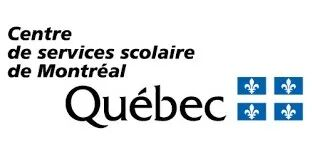 Centre
de services scolaire
de Montréal
Québec